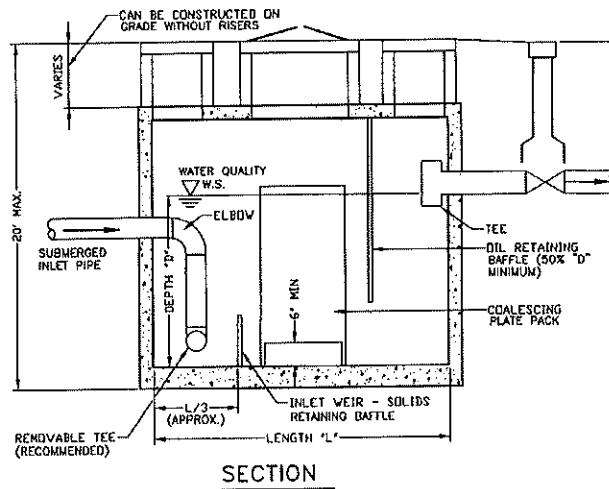 CAN BE CONSTRUCTED ON
GRADE WITHOUT RISERS
VARIES
20' MAX.
WATER QUALITY
W.S.
ELBOW
SUBMERGED
INLET PIPE
DEPTH "D"
6" MIN
TEE
OIL RETAINING
BAFFLE (50% "D"
MINIMUM)
COALESCING
PLATE PACK
L/3
(APPROX.)
INLET WEIR - SOLIDS
RETAINING BAFFLE
REMOVABLE TEE
(RECOMMENDED)
LENGTH "L"
SECTION